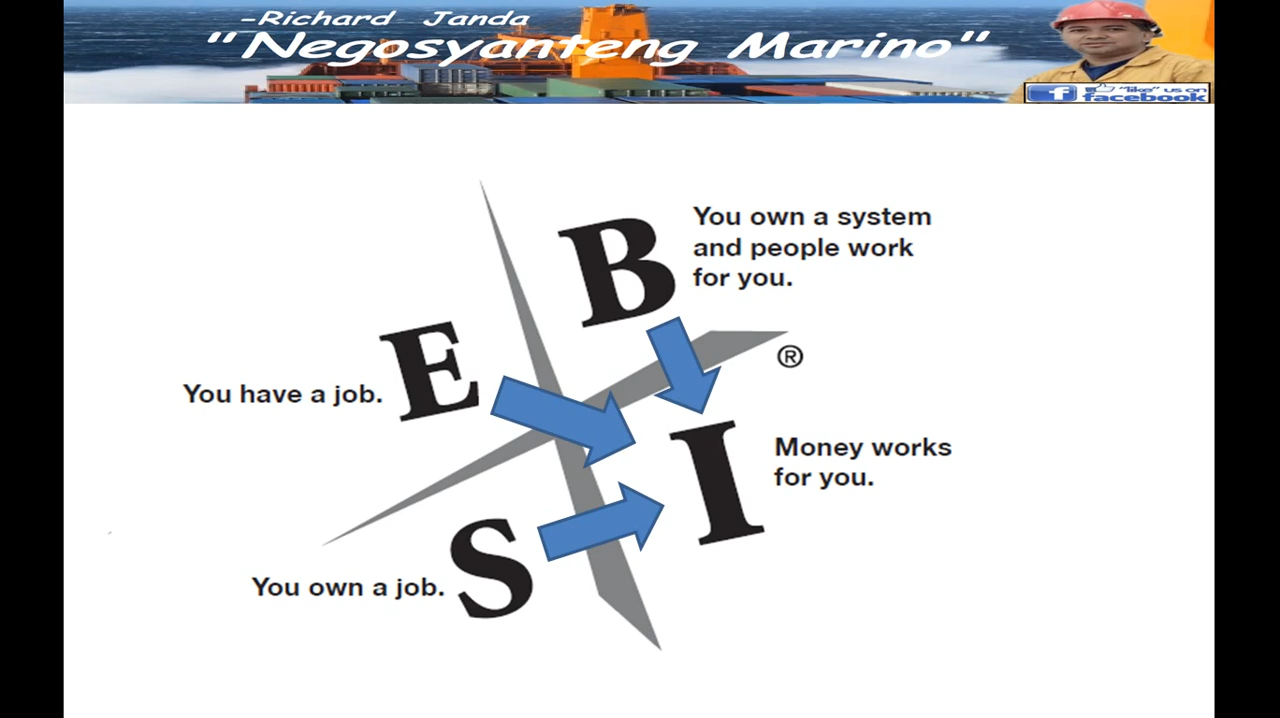 -Richard Janda
"Negosyanteng Marino"
f "like" us on
facebook
B
You own a system
and people work
for you.
E
You have a job.
®
I
Money works
for you.
S
You own a job.